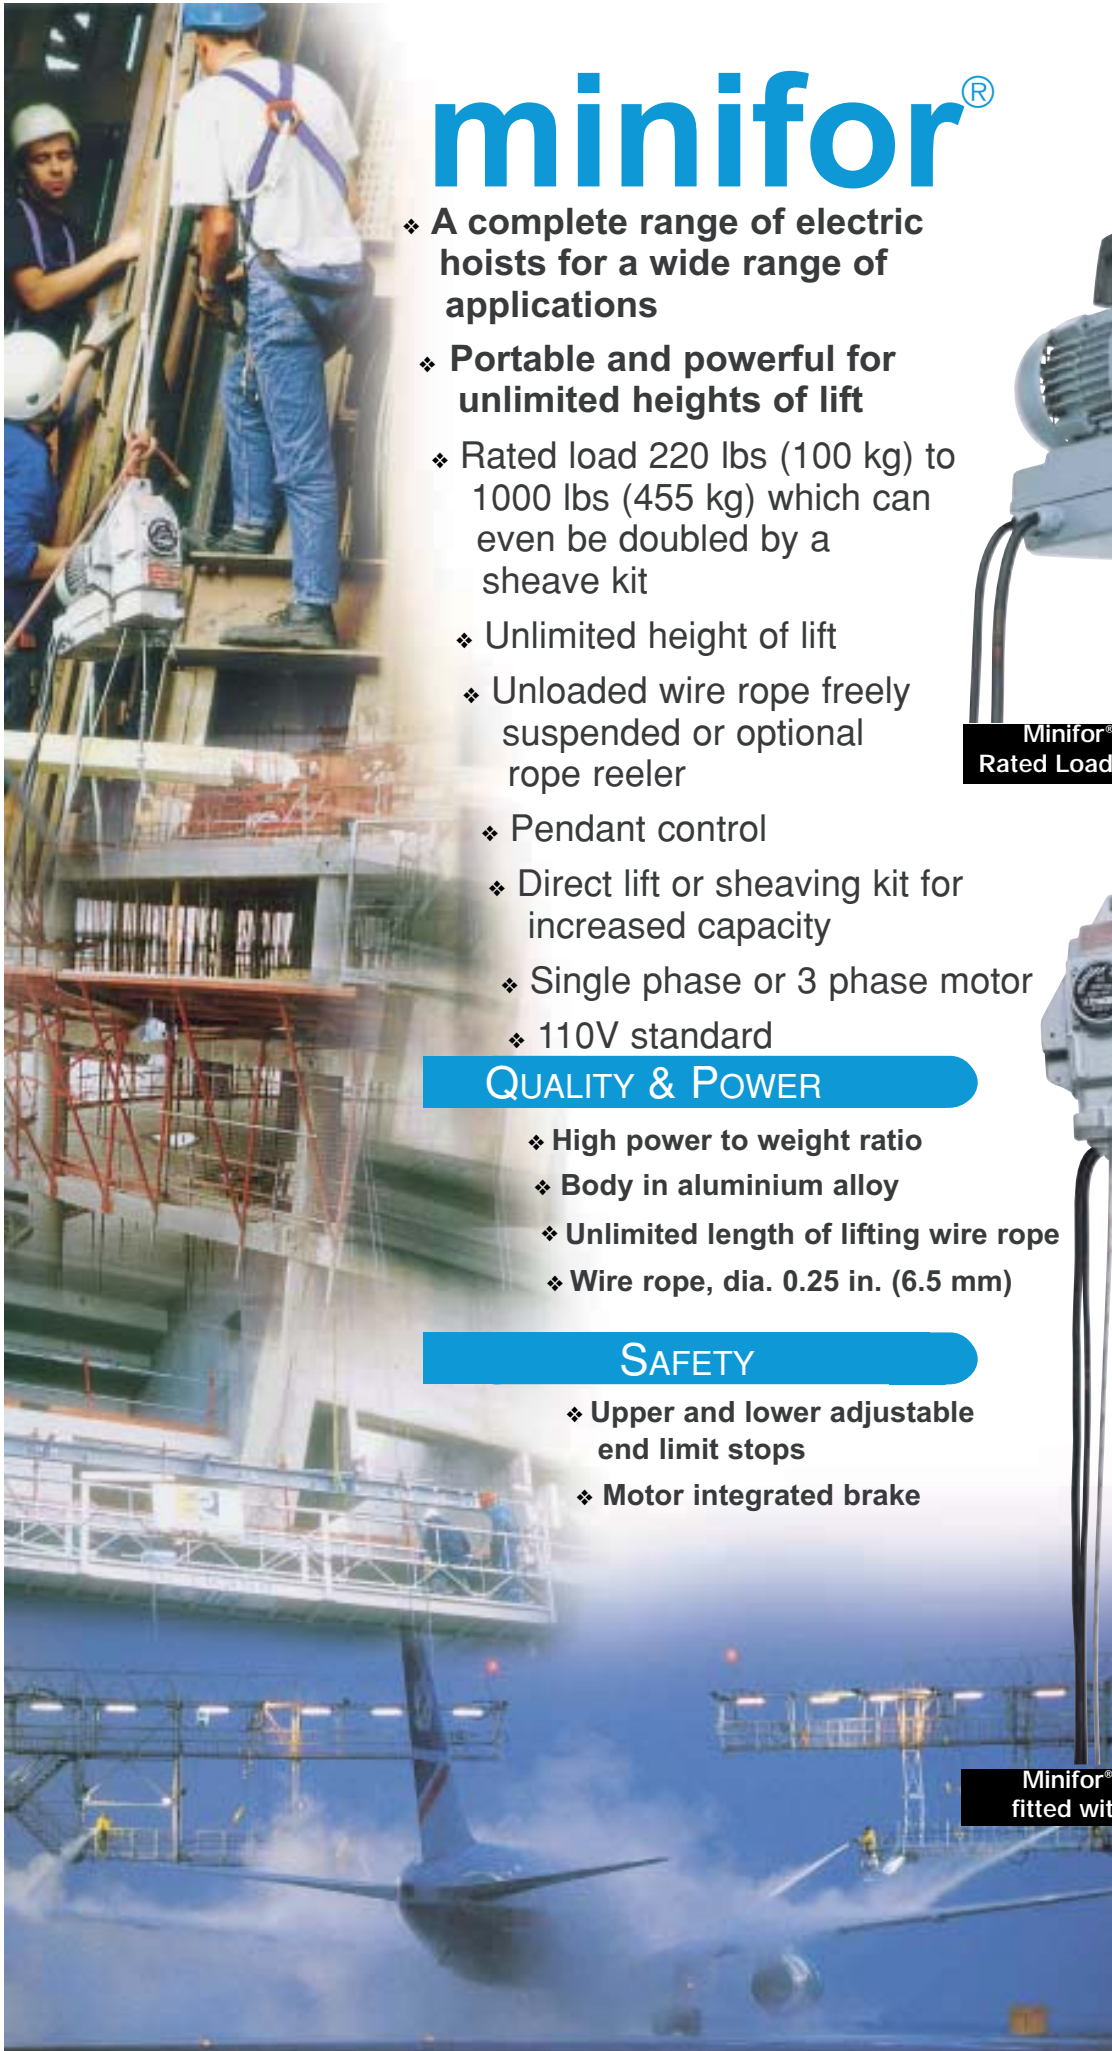 minifor®
❖ A complete range of electric
hoists for a wide range of
applications
❖ Portable and powerful for
unlimited heights of lift
❖ Rated load 220 lbs (100 kg) to
1000 lbs (455 kg) which can
even be doubled by a
sheave kit
❖ Unlimited height of lift
❖ Unloaded wire rope freely
suspended or optional
rope reeler
❖ Pendant control
❖ Direct lift or sheaving kit for
increased capacity
❖ Single phase or 3 phase motor
❖ 110V standard
QUALITY & POWER
❖ High power to weight ratio
❖ Body in aluminium alloy
❖ Unlimited length of lifting wire rope
❖ Wire rope, dia. 0.25 in. (6.5 mm)
SAFETY
❖ Upper and lower adjustable
end limit stops
❖ Motor integrated brake
Minifor®
Rated Load
Minifor®
fitted wit